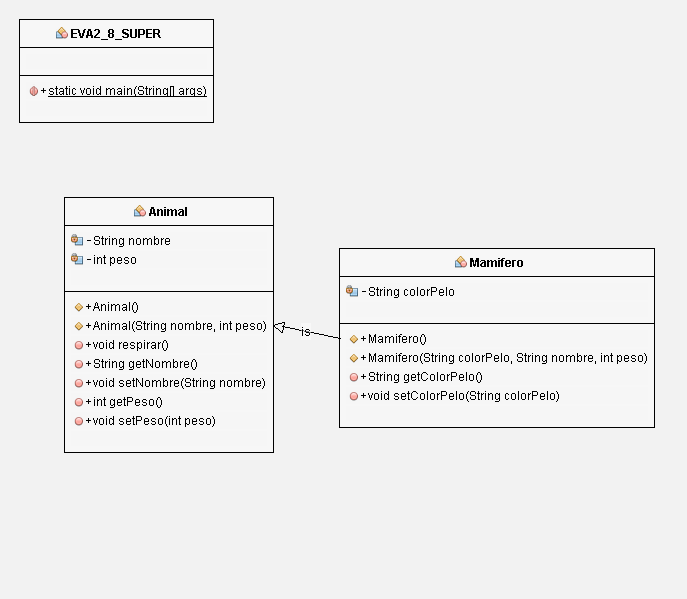 EVA2_8_SUPER
+static void main(String[] args)
Animal
-String nombre
-int peso
+Animal()
+Animal(String nombre, int peso)
+void respirar()
+String getNombre()
+void setNombre(String nombre)
+int getPeso()
+void setPeso(int peso)
is
Mamifero
-String colorPelo
+Mamifero()
+Mamifero(String colorPelo, String nombre, int peso)
+String getColorPelo()
+void setColorPelo(String colorPelo)